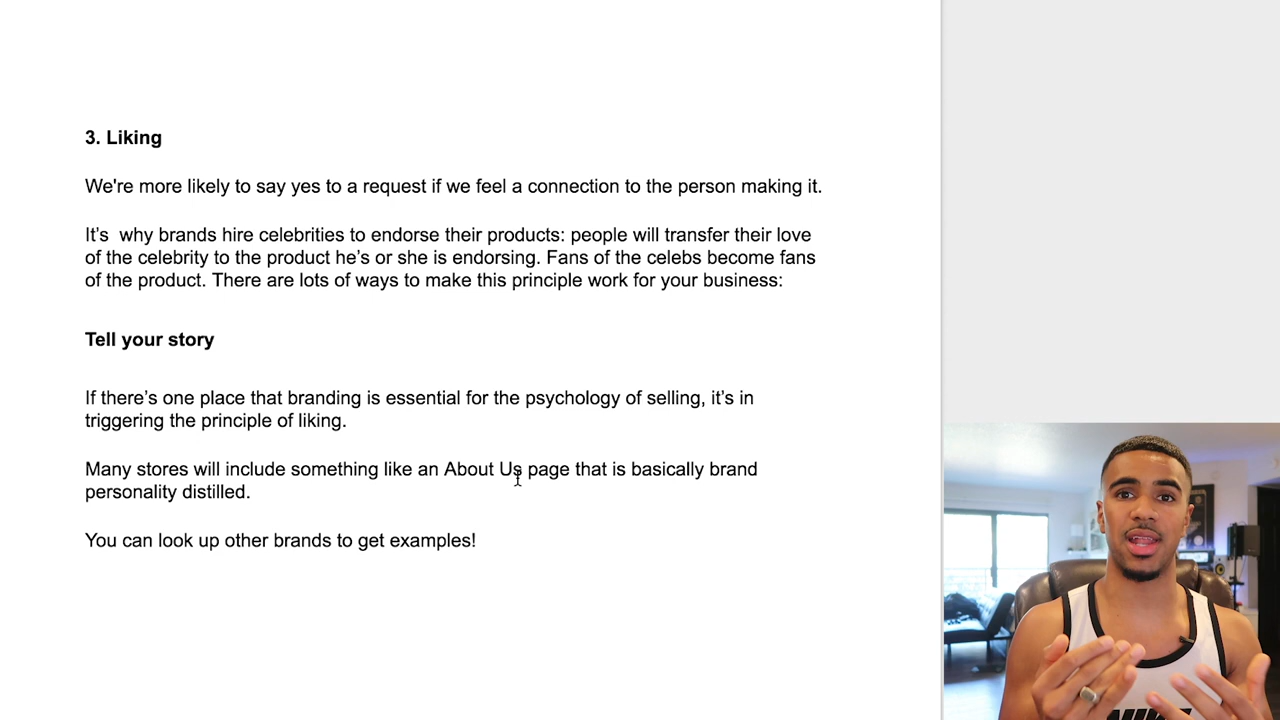 3. Liking
We're more likely to say yes to a request if we feel a connection to the person making it.
It’s  why brands hire celebrities to endorse their products: people will transfer their love
of the celebrity to the product he’s or she is endorsing. Fans of the celebs become fans
of the product. There are lots of ways to make this principle work for your business:
Tell your story
If there’s one place that branding is essential for the psychology of selling, it’s in
triggering the principle of liking.
Many stores will include something like an About Us page that is basically brand
personality distilled.
You can look up other brands to get examples!
NIKE